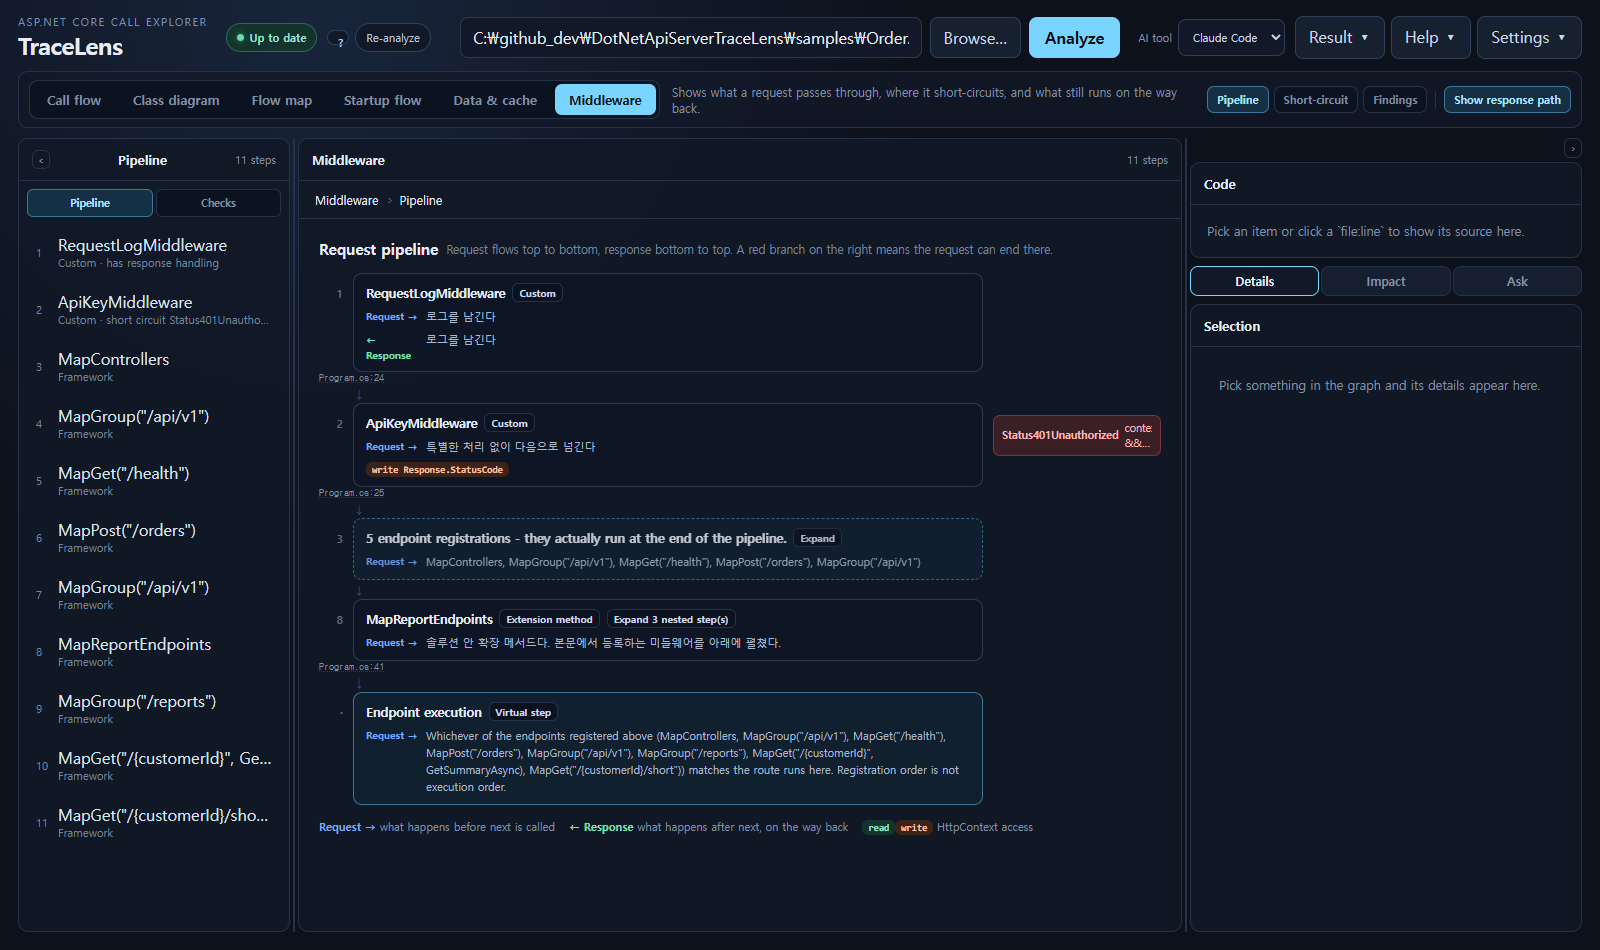 ASP.NET CORE CALL EXPLORER
TraceLens
Up to date
?
Re-analyze
C:₩github_dev₩DotNetApiServerTraceLens₩samples₩Order.
Browse...
Analyze
AI tool
Claude Code
Result ▼
Help ▼
Settings ▼
Call flow
Class diagram
Flow map
Startup flow
Data & cache
Middleware
Shows what a request passes through, where it short-circuits, and what still runs on the way
back.
Pipeline
Short-circuit
Findings
Show response path
‹
Pipeline
11 steps
Pipeline
Checks
1
RequestLogMiddleware
Custom · has response handling
2
ApiKeyMiddleware
Custom · short circuit Status401Unautho...
3
MapControllers
Framework
4
MapGroup("/api/v1")
Framework
5
MapGet("/health")
Framework
6
MapPost("/orders")
Framework
7
MapGroup("/api/v1")
Framework
8
MapReportEndpoints
Framework
9
MapGroup("/reports")
Framework
10
MapGet("/{customerId}", Ge...
Framework
11
MapGet("/{customerId}/sho...
Framework
Middleware
11 steps
Middleware › Pipeline
Request pipeline Request flows top to bottom, response bottom to top. A red branch on the right means the request can end there.
1
RequestLogMiddleware Custom
Request → 로그를 남긴다
← 로그를 남긴다
Response
Program.cs:24
↓
2
ApiKeyMiddleware Custom
Request → 특별한 처리 없이 다음으로 넘긴다
write Response.StatusCode
Status401Unauthorized
&&...
Program.cs:25
↓
3
5 endpoint registrations - they actually run at the end of the pipeline. Expand
Request → MapControllers, MapGroup("/api/v1"), MapGet("/health"), MapPost("/orders"), MapGroup("/api/v1")
↓
8
MapReportEndpoints Extension method Expand 3 nested step(s)
Request → 솔루션 안 확장 메서드다. 본문에서 등록하는 미들웨어를 아래에 펼쳤다.
Program.cs:41
↓
·
Endpoint execution Virtual step
Request → Whichever of the endpoints registered above (MapControllers, MapGroup("/api/v1"), MapGet("/health"),
MapPost("/orders"), MapGroup("/api/v1"), MapGroup("/reports"), MapGet("/{customerId}",
GetSummaryAsync), MapGet("/{customerId}/short")) matches the route runs here. Registration order is not
execution order.
Request → what happens before next is called ← Response what happens after next, on the way back read write HttpContext access
›
Code
Pick an item or click a `file:line` to show its source here.
Details
Impact
Ask
Selection
Pick something in the graph and its details appear here.